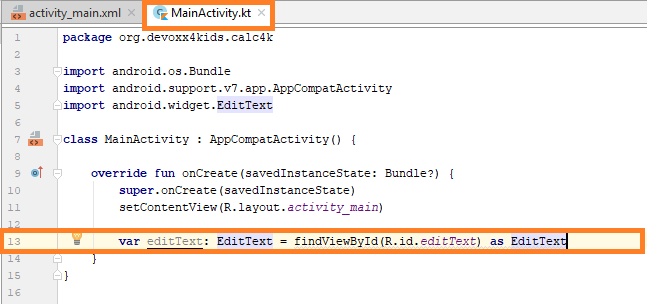 activity_main.xml MainActivity.kt
1 package org.devoxx4kids.calc4k
2
3 import android.os.Bundle
4 import android.support.v7.app.AppCompatActivity
5 import android.widget.EditText
6
7 class MainActivity : AppCompatActivity() {
8
9 override fun onCreate(savedInstanceState: Bundle?) {
10 super.onCreate(savedInstanceState)
11 setContentView(R.layout.activity_main)
12
13 var editText: EditText = findViewById(R.id.editText) as EditText
14 }
15 }
16